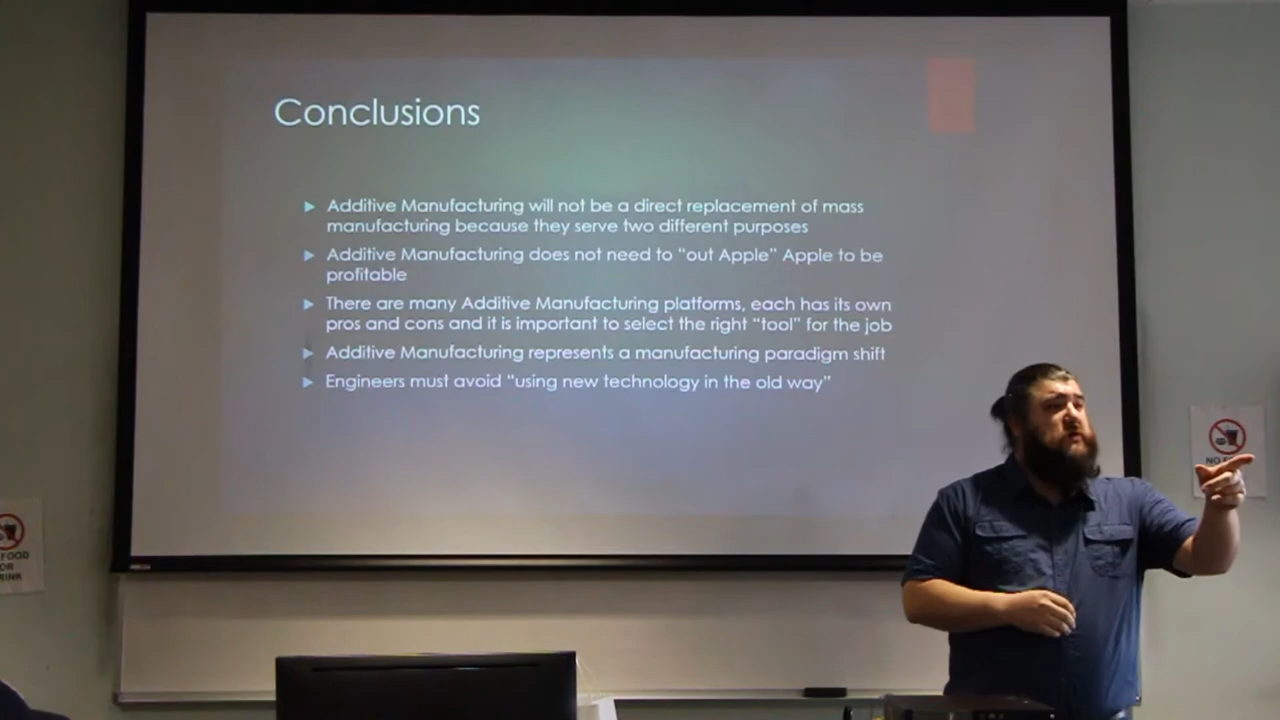 Conclusions
Additive Manufacturing will not be a direct replacement of mass
manufacturing because they serve two different purposes
Additive Manufacturing does not need to “out Apple” Apple to be
profitable
There are many Additive Manufacturing platforms, each has its own
pros and cons and it is important to select the right “tool” for the job
Additive Manufacturing represents a manufacturing paradigm shift
Engineers must avoid “using new technology in the old way”
NO
FOOD
OR